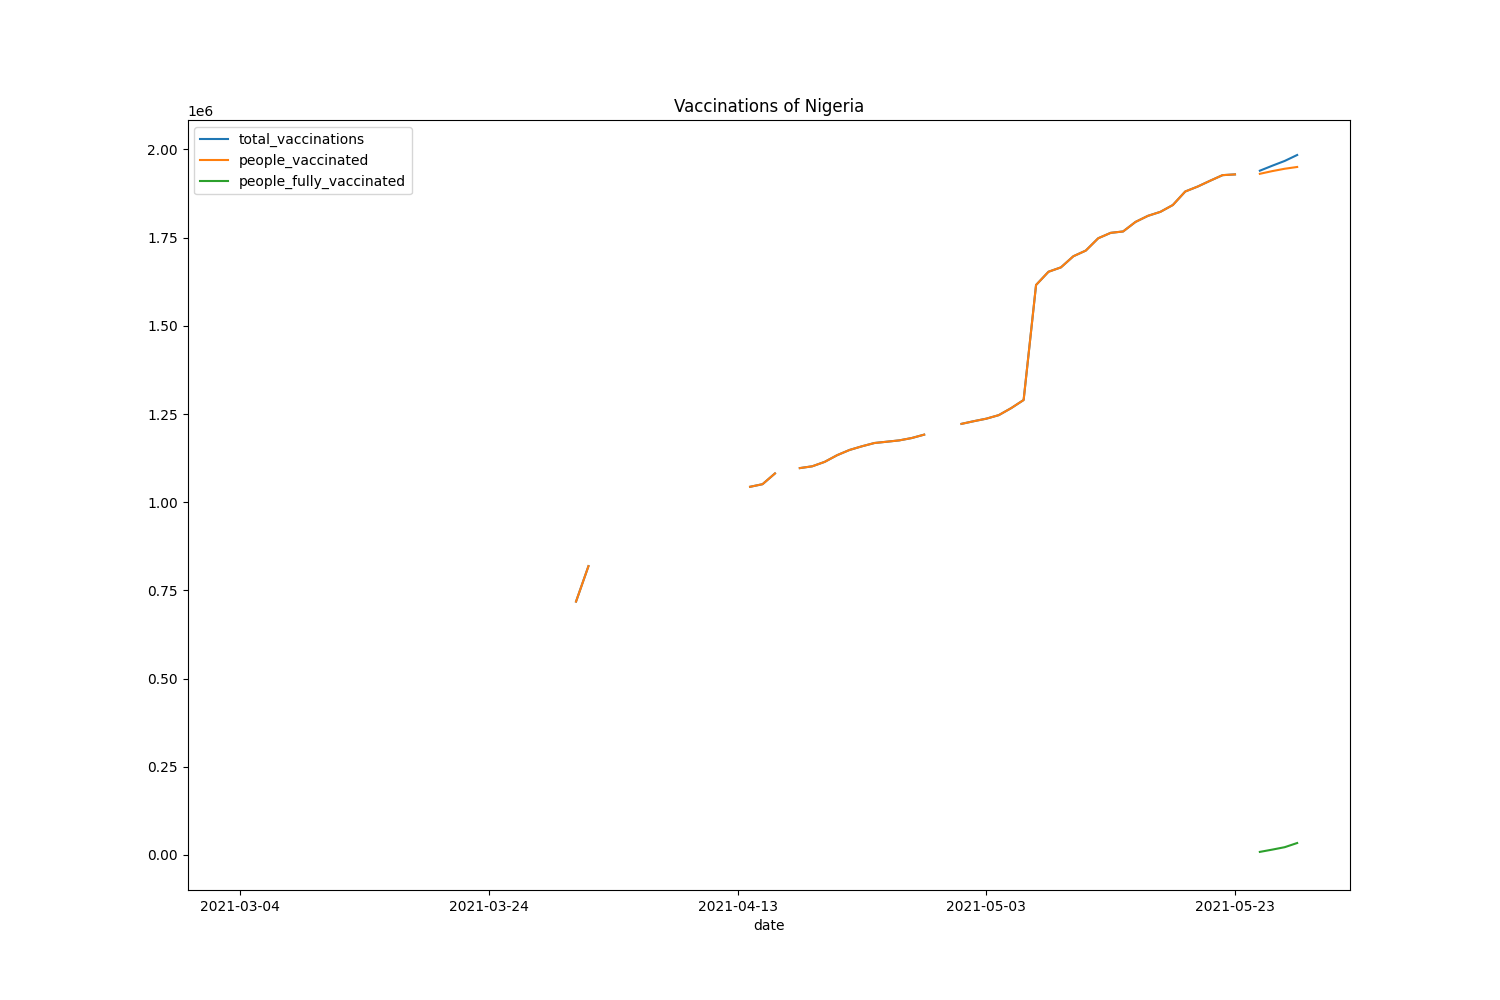 Vaccinations of Nigeria
1e6
total_vaccinations
people_vaccinated
people_fully_vaccinated
2.00
1.75
1.50
1.25
1.00
0.75
0.50
0.25
0.00
2021-03-04 2021-03-24 2021-04-13 2021-05-03 2021-05-23
date